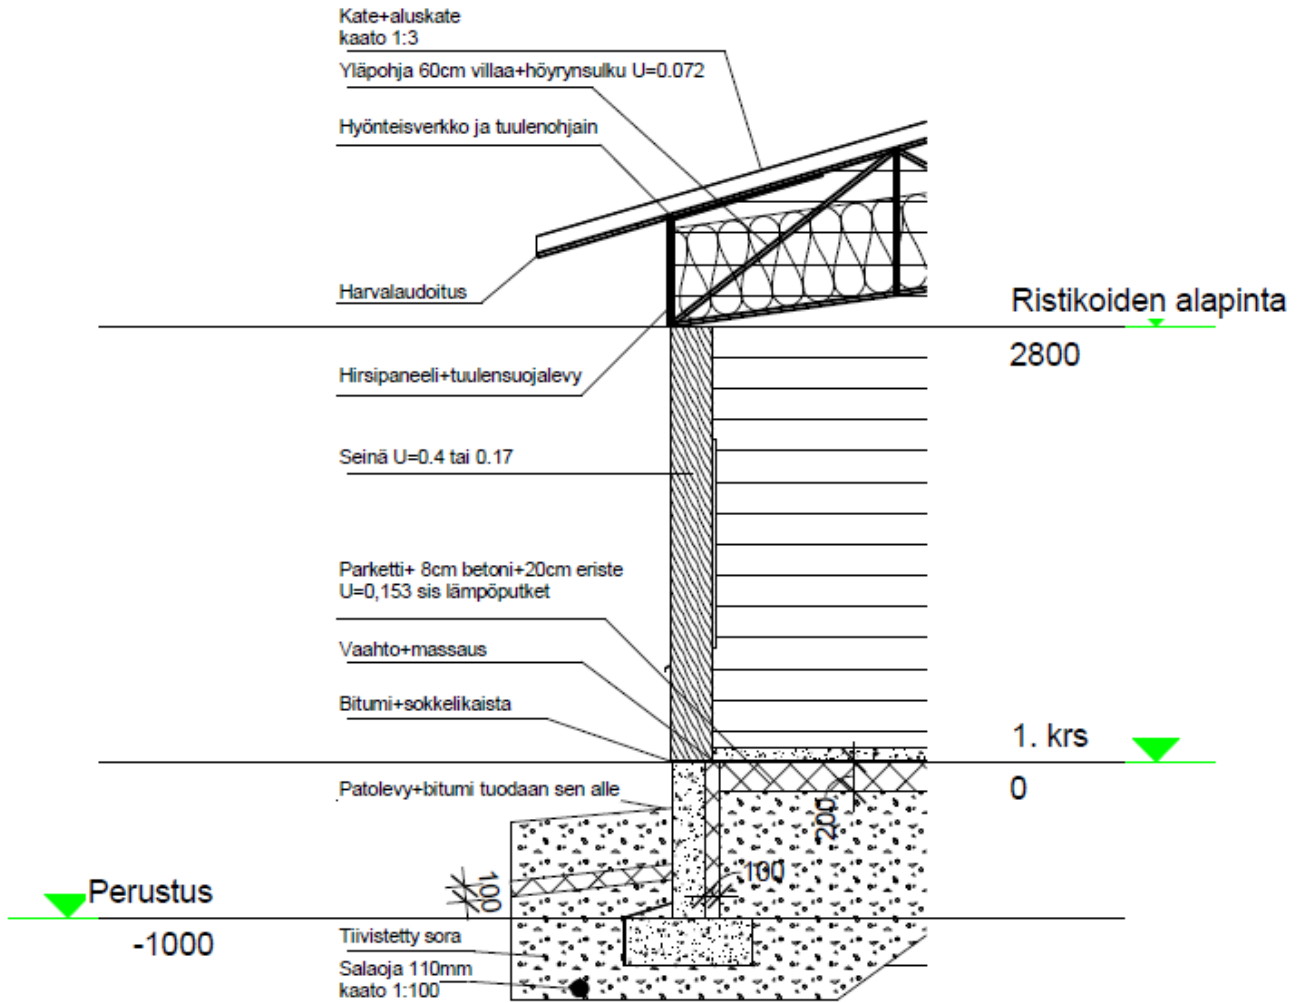 Kate+aluskate
kaato 1:3
Yläpohja 60cm villaa+höyrynsulku U=0.072
Hyönteisverkko ja tuulenohjain
Harvalaudoitus
Ristikoiden alapinta
2800
Hirsipaneeli+tuulensuojalevy
Seinä U=0.4 tai 0.17
Parketti+ 8cm betoni+20cm eriste
U=0,153 sis lämpöputket
Vaahto+massaus
Bitumi+sokkelikaista
1. krs
0
Patolevy+bitumi tuodaan sen alle
200
100
100
Perustus
-1000
Tiivistetty sora
Salaoja 110mm
kaato 1:100